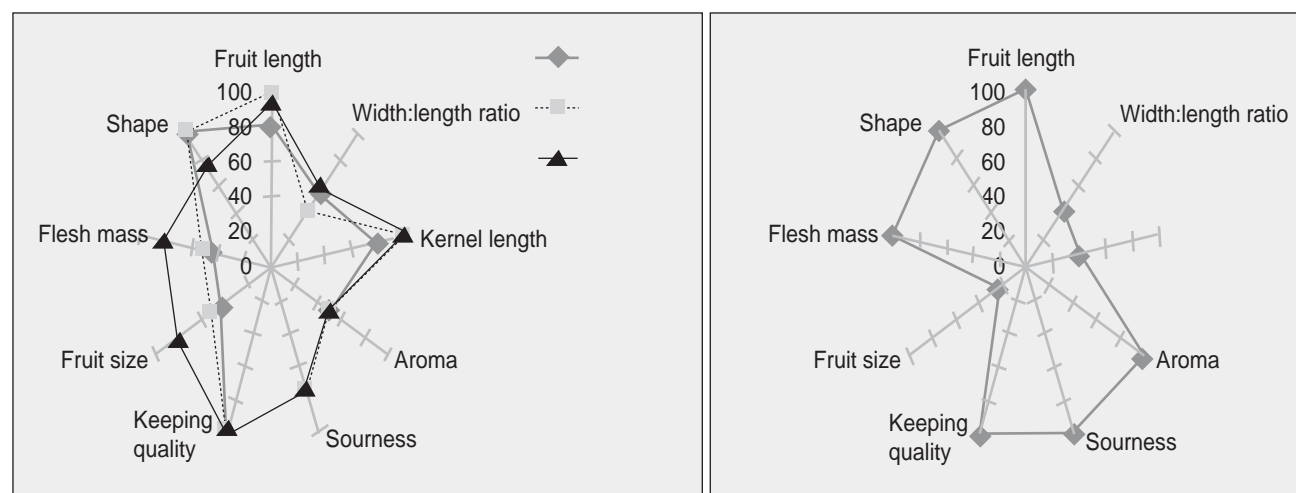 Fruit length
100
Width:length ratio
Shape
80
60
40
Flesh mass
20
Kernel length
0
Fruit size
Aroma
Keeping
quality
Sourness
Fruit length
100
Width:length ratio
Shape
80
60
40
Flesh mass
20
0
Fruit size
Aroma
Keeping
quality
Sourness